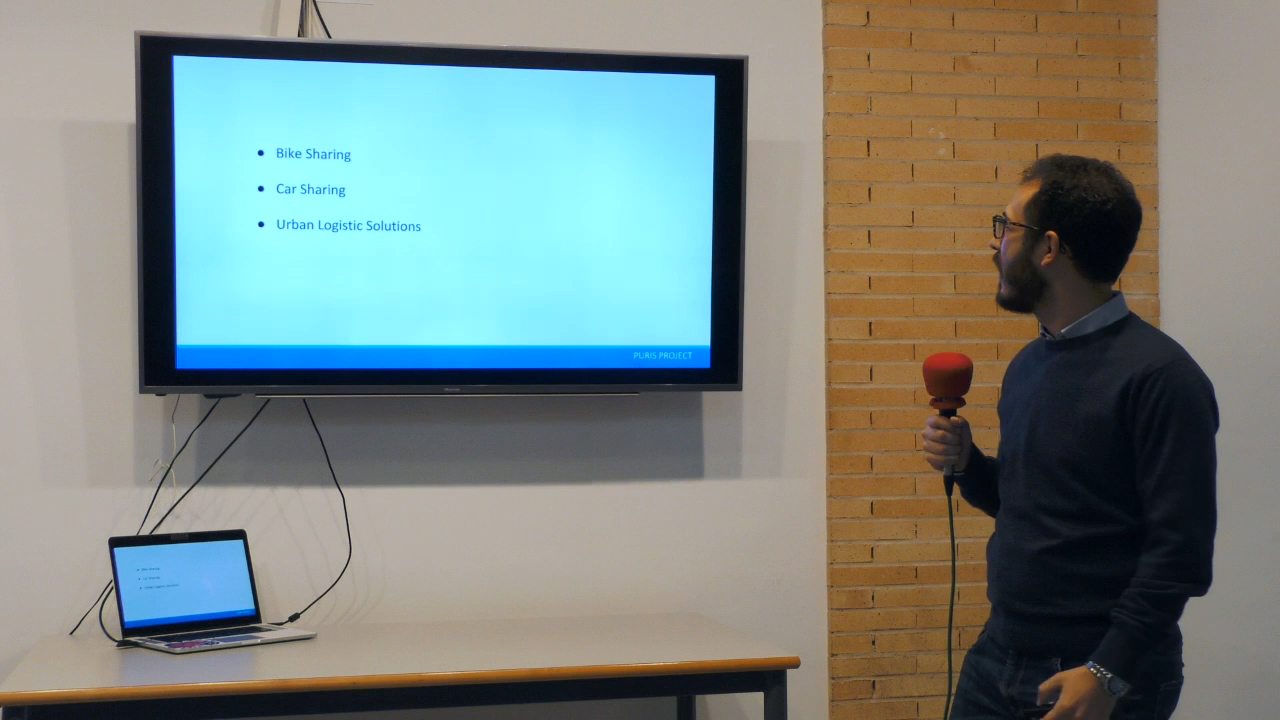 ● Bike Sharing
● Car Sharing
● Urban Logistic Solutions
PURIS PROJECT